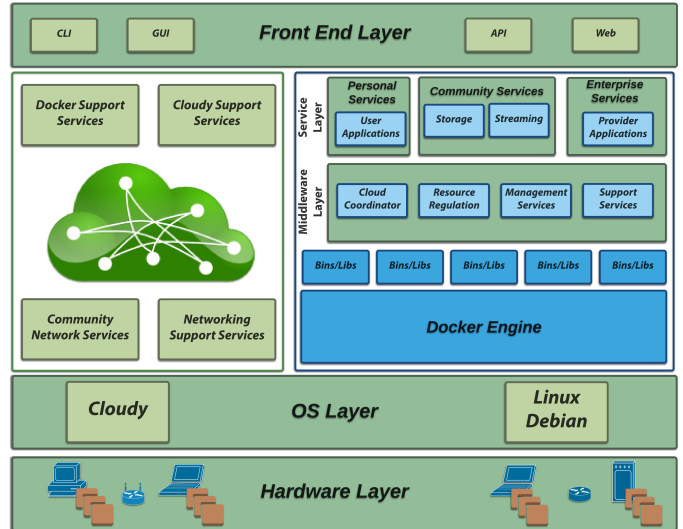 Front End Layer
CLI
GUI
API
Web
Docker Support
Services
Cloudy Support
Services
Community
Network Services
Networking
Support Services
Service
Layer
Personal
Services
User
Applications
Community Services
Storage
Streaming
Enterprise
Services
Provider
Applications
Middleware
Layer
Cloud
Coordinator
Resource
Regulation
Management
Services
Support
Services
Bins/Libs
Bins/Libs
Bins/Libs
Bins/Libs
Bins/Libs
Docker Engine
Cloudy
OS Layer
Linux
Debian
Hardware Layer